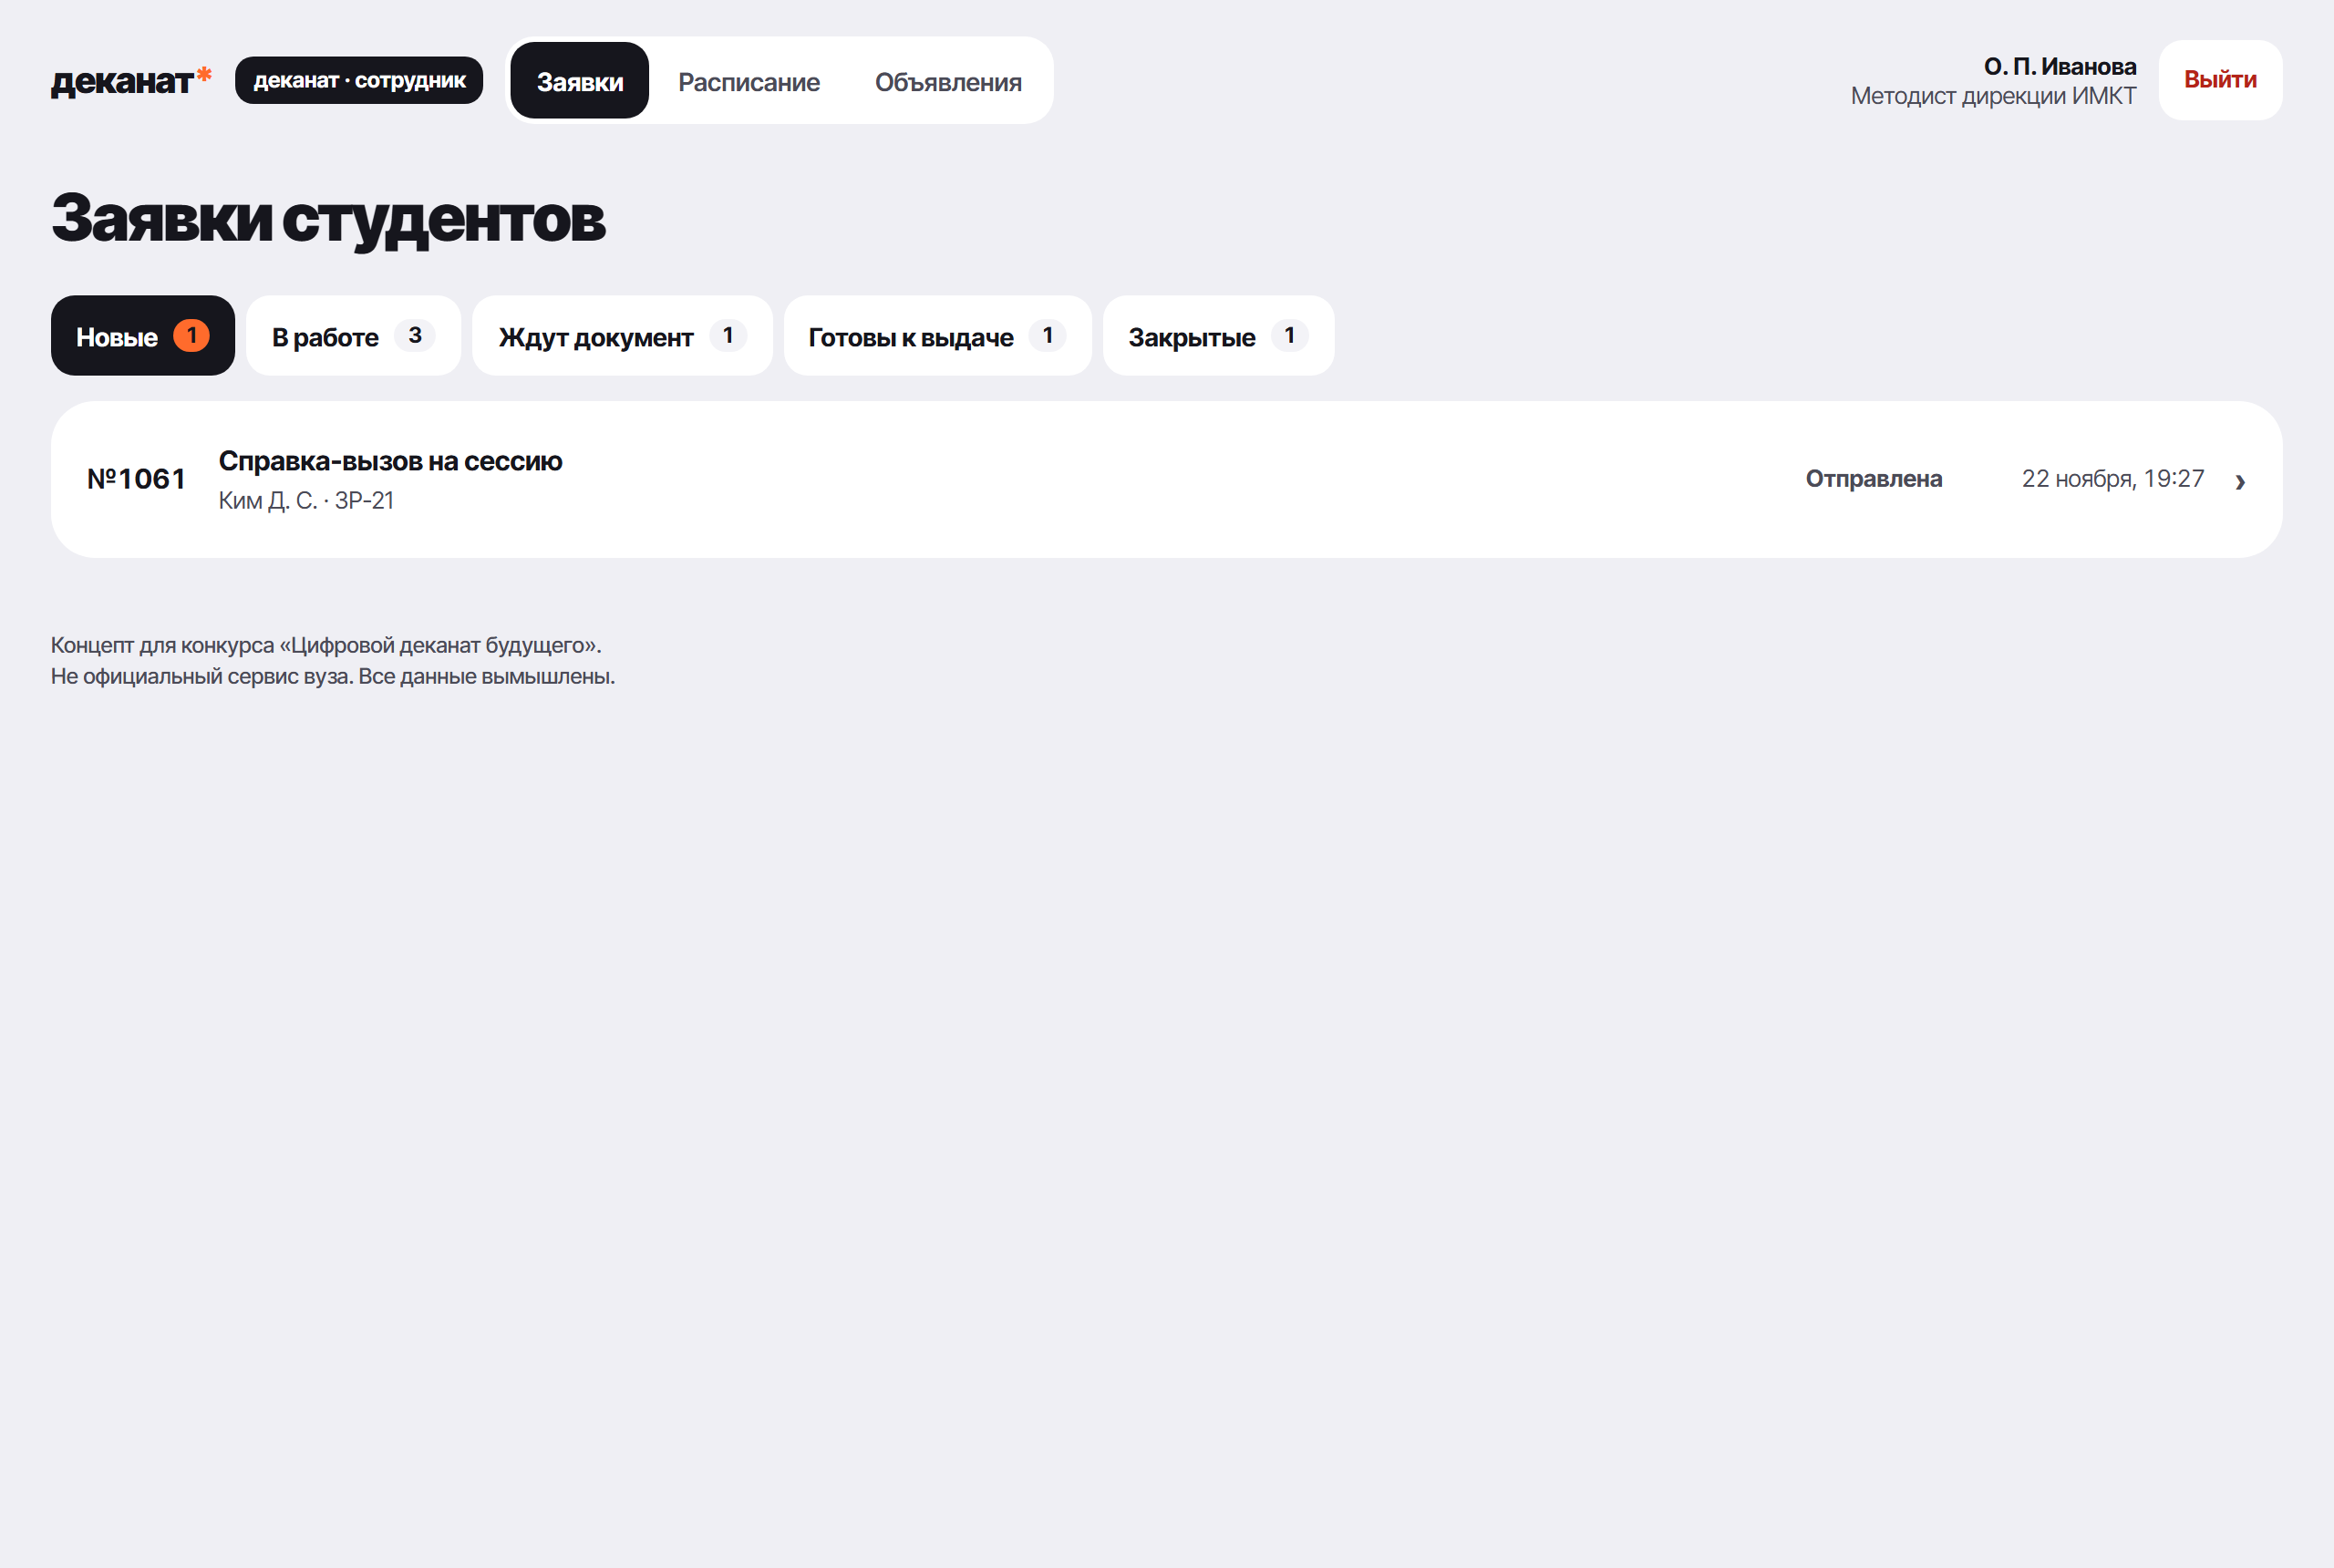 деканат*
деканат · сотрудник
Заявки
Расписание
Объявления
О. П. Иванова
Методист дирекции ИМКТ
Выйти
Заявки студентов
Новые 1
В работе 3
Ждут документ 1
Готовы к выдаче 1
Закрытые 1
№1061
Справка-вызов на сессию
Ким Д. С. · ЗР-21
Отправлена
22 ноября, 19:27
Концепт для конкурса «Цифровой деканат будущего».
Не официальный сервис вуза. Все данные вымышлены.